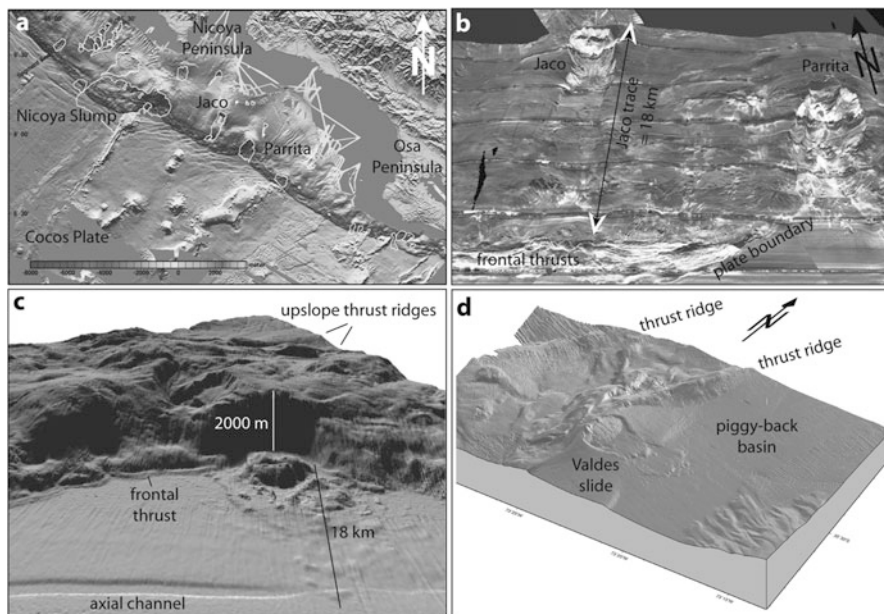 a
N
Nicoya
Peninsula
Jaco
Nicoya Slump
Parrita
Osa
Peninsula
Cocos Plate
b
N
Jaco
Parrita
Jaco trace
= 18 km
frontal thrusts
plate boundary
c
upslope thrust ridges
2000 m
frontal
thrust
18 km
axial channel
d
N
thrust ridge
thrust ridge
piggy-back
basin
Valdes
slide